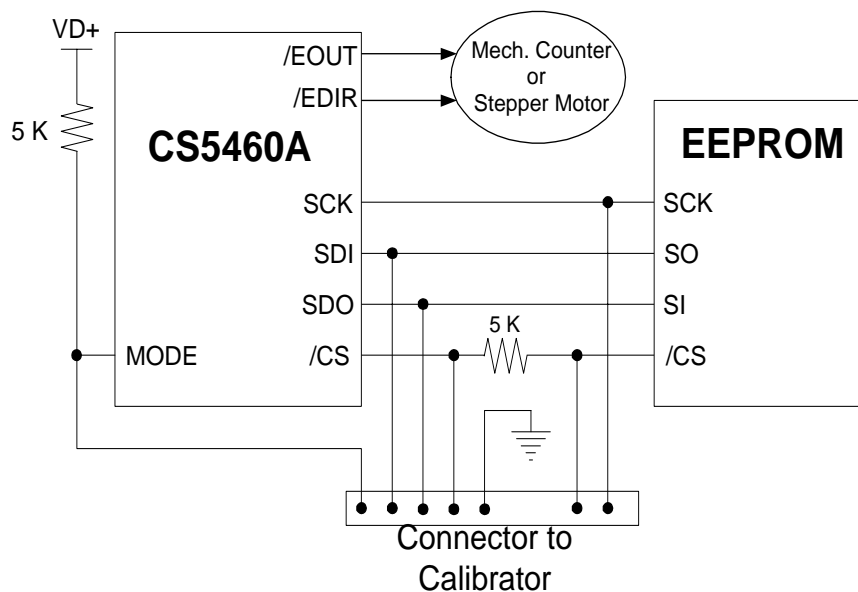 VD+
5 K
CS5460A
/EOUT
/EDIR
SCK
SDI
SDO
/CS
MODE
Mech. Counter
or
Stepper Motor
5 K
EEPROM
SCK
SO
SI
/CS
Connector to
Calibrator